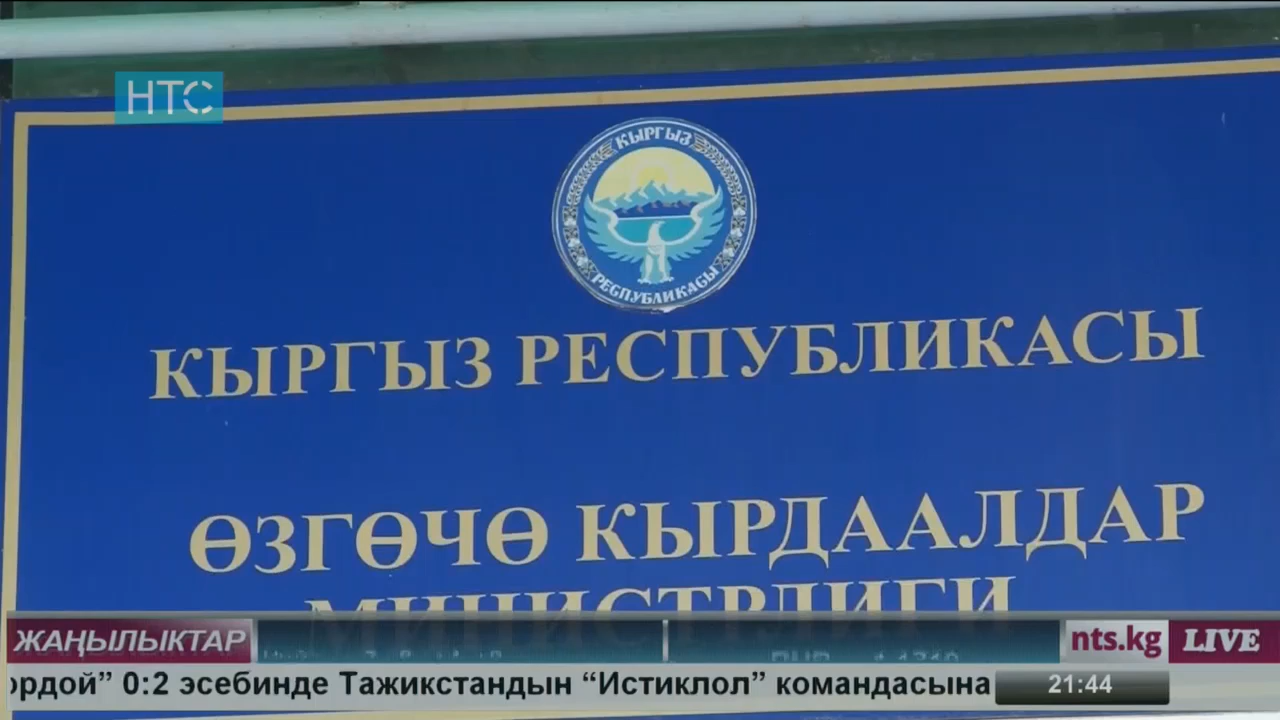 НТС
КЫРГЫЗ
РЕСПУБЛИКАСЫ
КЫРГЫЗ РЕСПУБЛИКАСЫ
ӨЗГӨЧӨ КЫРДААЛДАР
МИНИСТРЛИГИ
ЖАҢЫЛЫКТАР
nts.kg
LIVE
0:2 эсебинде Тажикстандын “Истиклол” командасына
21:44